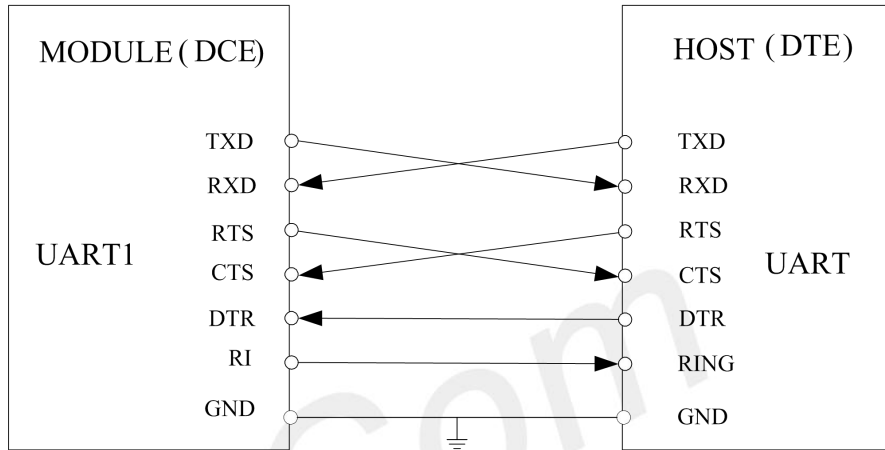 MODULE ( DCE)
HOST ( DTE)
TXD
TXD
RXD
RXD
RTS
RTS
UART1
UART
CTS
CTS
DTR
DTR
RI
RING
GND
GND
Com